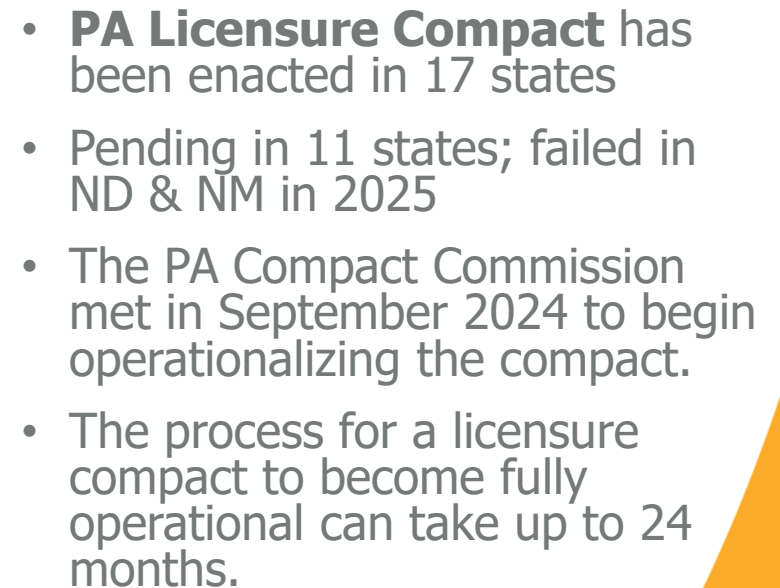 • PA Licensure Compact has
been enacted in 17 states
• Pending in 11 states; failed in
ND & NM in 2025
• The PA Compact Commission
met in September 2024 to begin
operationalizing the compact.
• The process for a licensure
compact to become fully
operational can take up to 24
months.